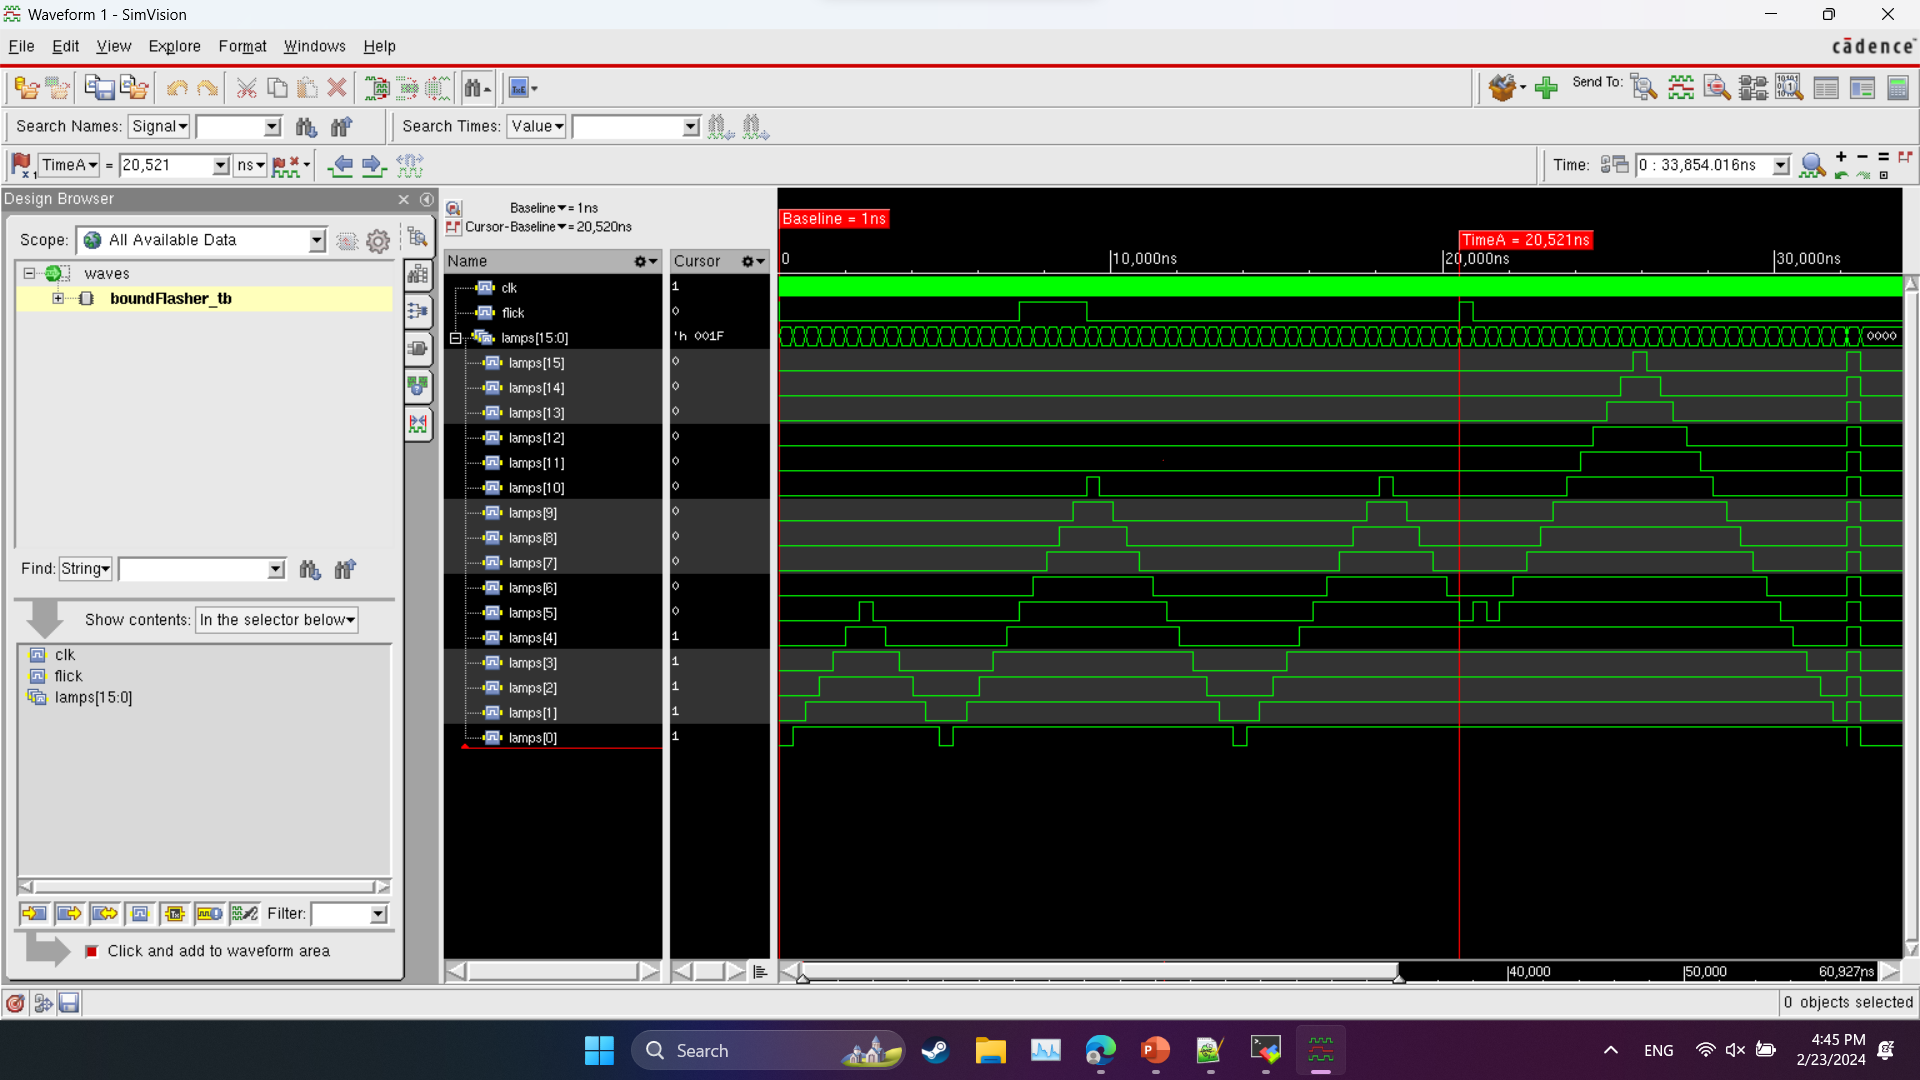 Waveform 1 - SimVision
File Edit View Explore Format Windows Help
cādence
Send To:
Search Names: Signal
Search Times: Value
TimeA = 20,521 ns
Time: 0 : 33,854.016ns
Design Browser
Scope: All Available Data
waves
boundFlasher_tb
Find: String
Show contents: In the selector below
clk
flick
lamps[15:0]
Filter:
Click and add to waveform area
Baseline = 1ns
Cursor-Baseline = 20,520ns
Name Cursor
clk 1
flick 0
lamps[15:0] 'h 001F
lamps[15] 0
lamps[14] 0
lamps[13] 0
lamps[12] 0
lamps[11] 0
lamps[10] 0
lamps[9] 0
lamps[8] 0
lamps[7] 0
lamps[6] 0
lamps[5] 0
lamps[4] 1
lamps[3] 1
lamps[2] 1
lamps[1] 1
lamps[0] 1
Baseline = 1ns
TimeA = 20,521ns
0 10,000ns 20,000ns 30,000ns
0000
40,000 50,000 60,927ns
0 objects selected
Search
ENG
4:45 PM
2/23/2024